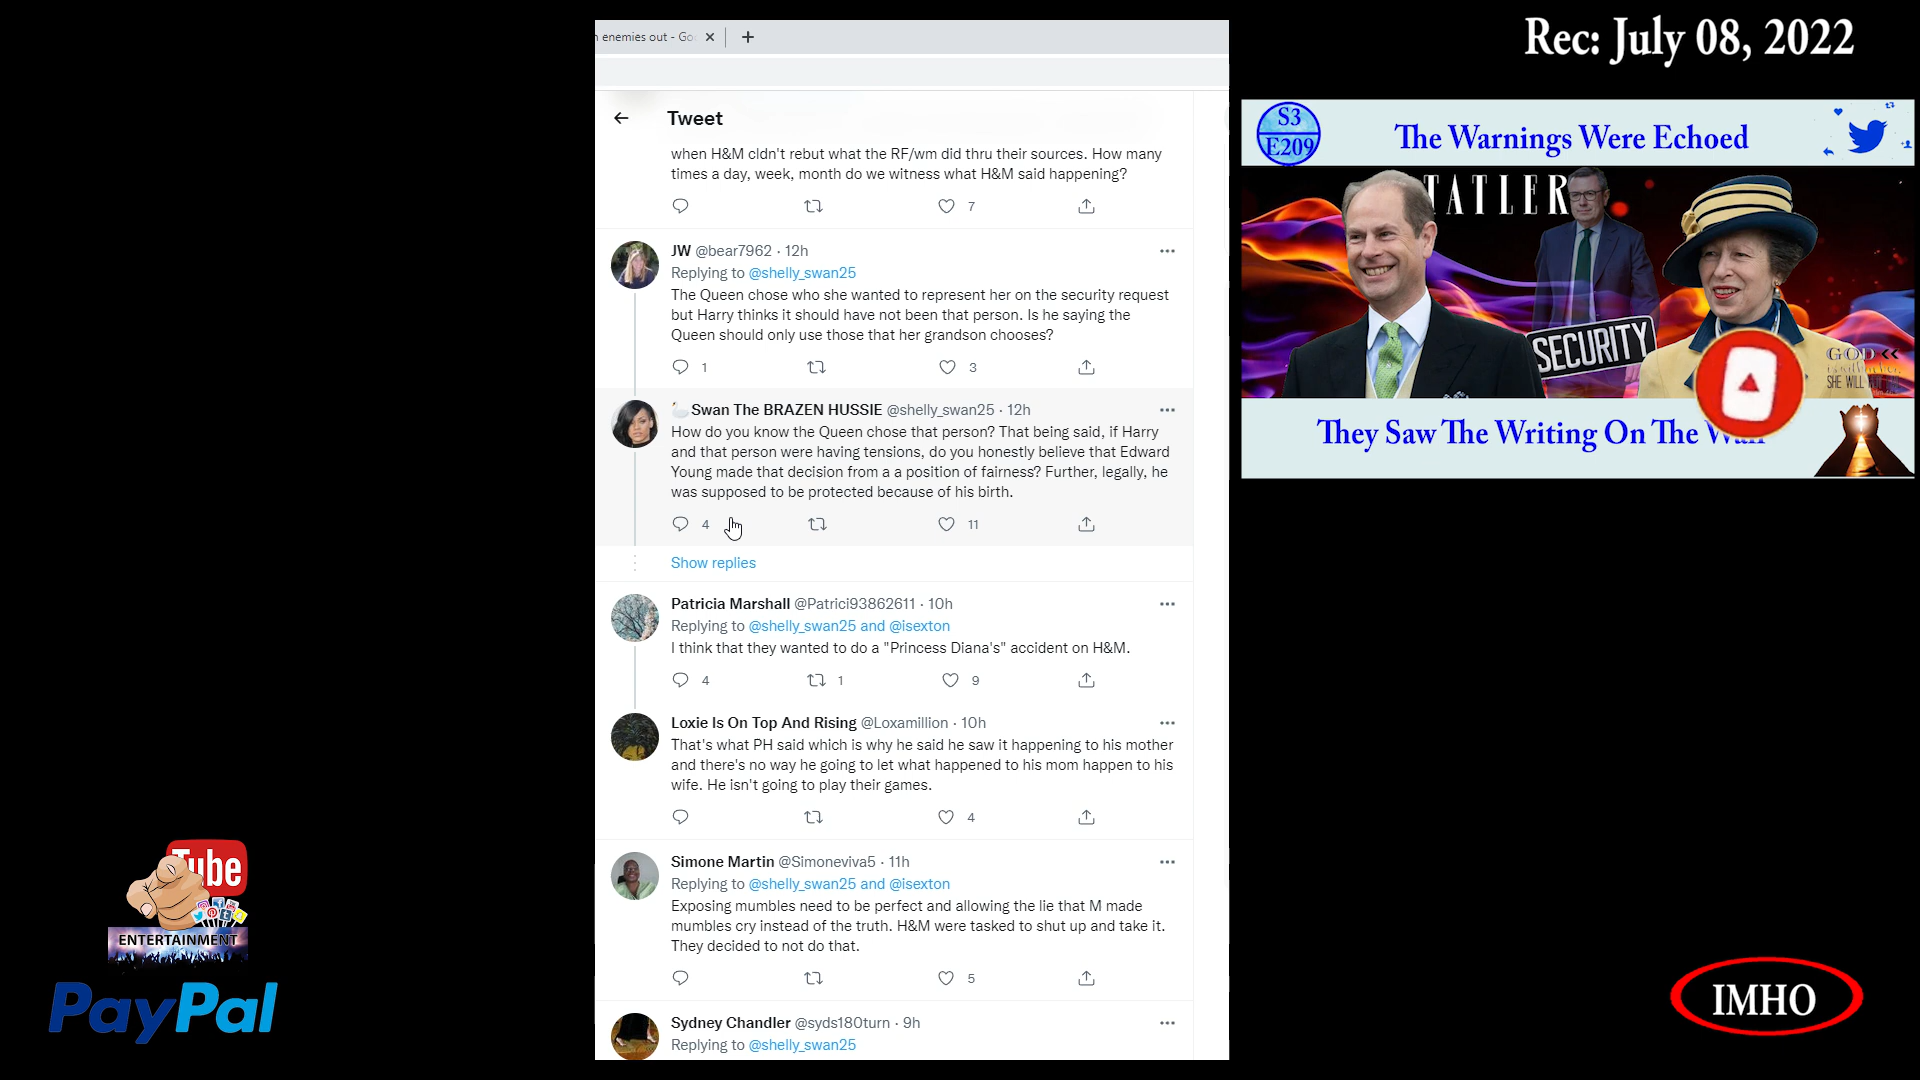 n enemies out - Go
Tweet
when H&M cldn't rebut what the RF/wm did thru their sources. How many
times a day, week, month do we witness what H&M said happening?
7
JW @bear7962 · 12h
Replying to @shelly_swan25
The Queen chose who she wanted to represent her on the security request
but Harry thinks it should have not been that person. Is he saying the
Queen should only use those that her grandson chooses?
1 3
Swan The BRAZEN HUSSIE @shelly_swan25 · 12h
How do you know the Queen chose that person? That being said, if Harry
and that person were having tensions, do you honestly believe that Edward
Young made that decision from a a position of fairness? Further, legally, he
was supposed to be protected because of his birth.
4 11
Show replies
Patricia Marshall @Patrici93862611 · 10h
Replying to @shelly_swan25 and @isexton
I think that they wanted to do a "Princess Diana's" accident on H&M.
4 1 9
Loxie Is On Top And Rising @Loxamillion · 10h
That's what PH said which is why he said he saw it happening to his mother
and there's no way he going to let what happened to his mom happen to his
wife. He isn't going to play their games.
4
Simone Martin @Simoneviva5 · 11h
Replying to @shelly_swan25 and @isexton
Exposing mumbles need to be perfect and allowing the lie that M made
mumbles cry instead of the truth. H&M were tasked to shut up and take it.
They decided to not do that.
5
Sydney Chandler @syds180turn · 9h
Replying to @shelly_swan25
Rec: July 08, 2022
S3
E209
The Warnings Were Echoed
TATLER
SECURITY
GOD
SHE WILL
They Saw The Writing On The Wall
Tube
ENTERTAINMENT
PayPal
IMHO